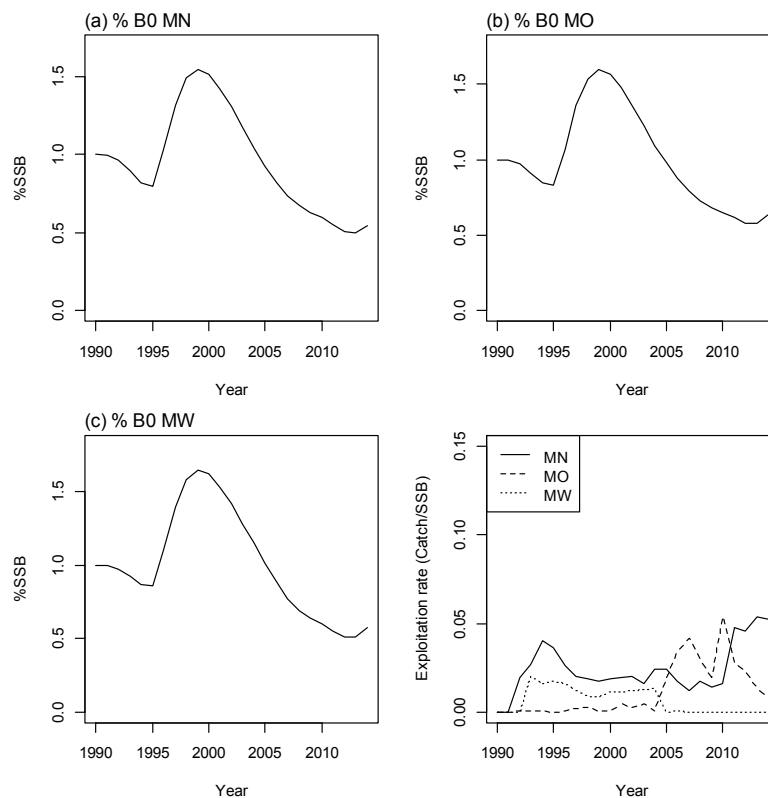 (a) % B0 MN
%SSB
0.0 0.5 1.0 1.5
1990 1995 2000 2005 2010
Year
(b) % B0 MO
%SSB
0.0 0.5 1.0 1.5
1990 1995 2000 2005 2010
Year
(c) % B0 MW
%SSB
0.0 0.5 1.0 1.5
1990 1995 2000 2005 2010
Year
MN
MO
MW
Exploitation rate (Catch/SSB)
0.00 0.05 0.10 0.15
1990 1995 2000 2005 2010
Year